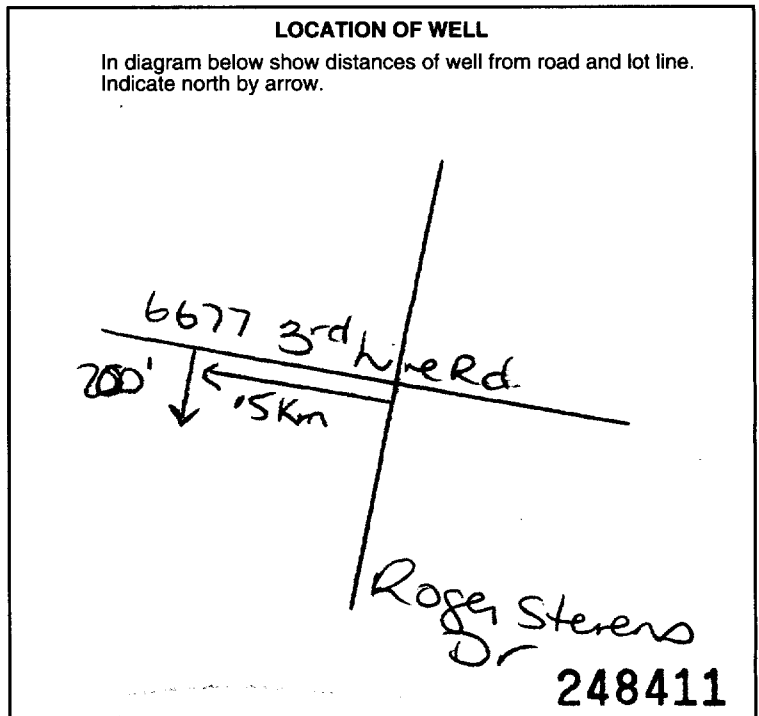 LOCATION OF WELL
In diagram below show distances of well from road and lot line.
Indicate north by arrow.
6677 3rd Line Rd.
200'
.5Km
Roger Stevens
Dr
248411